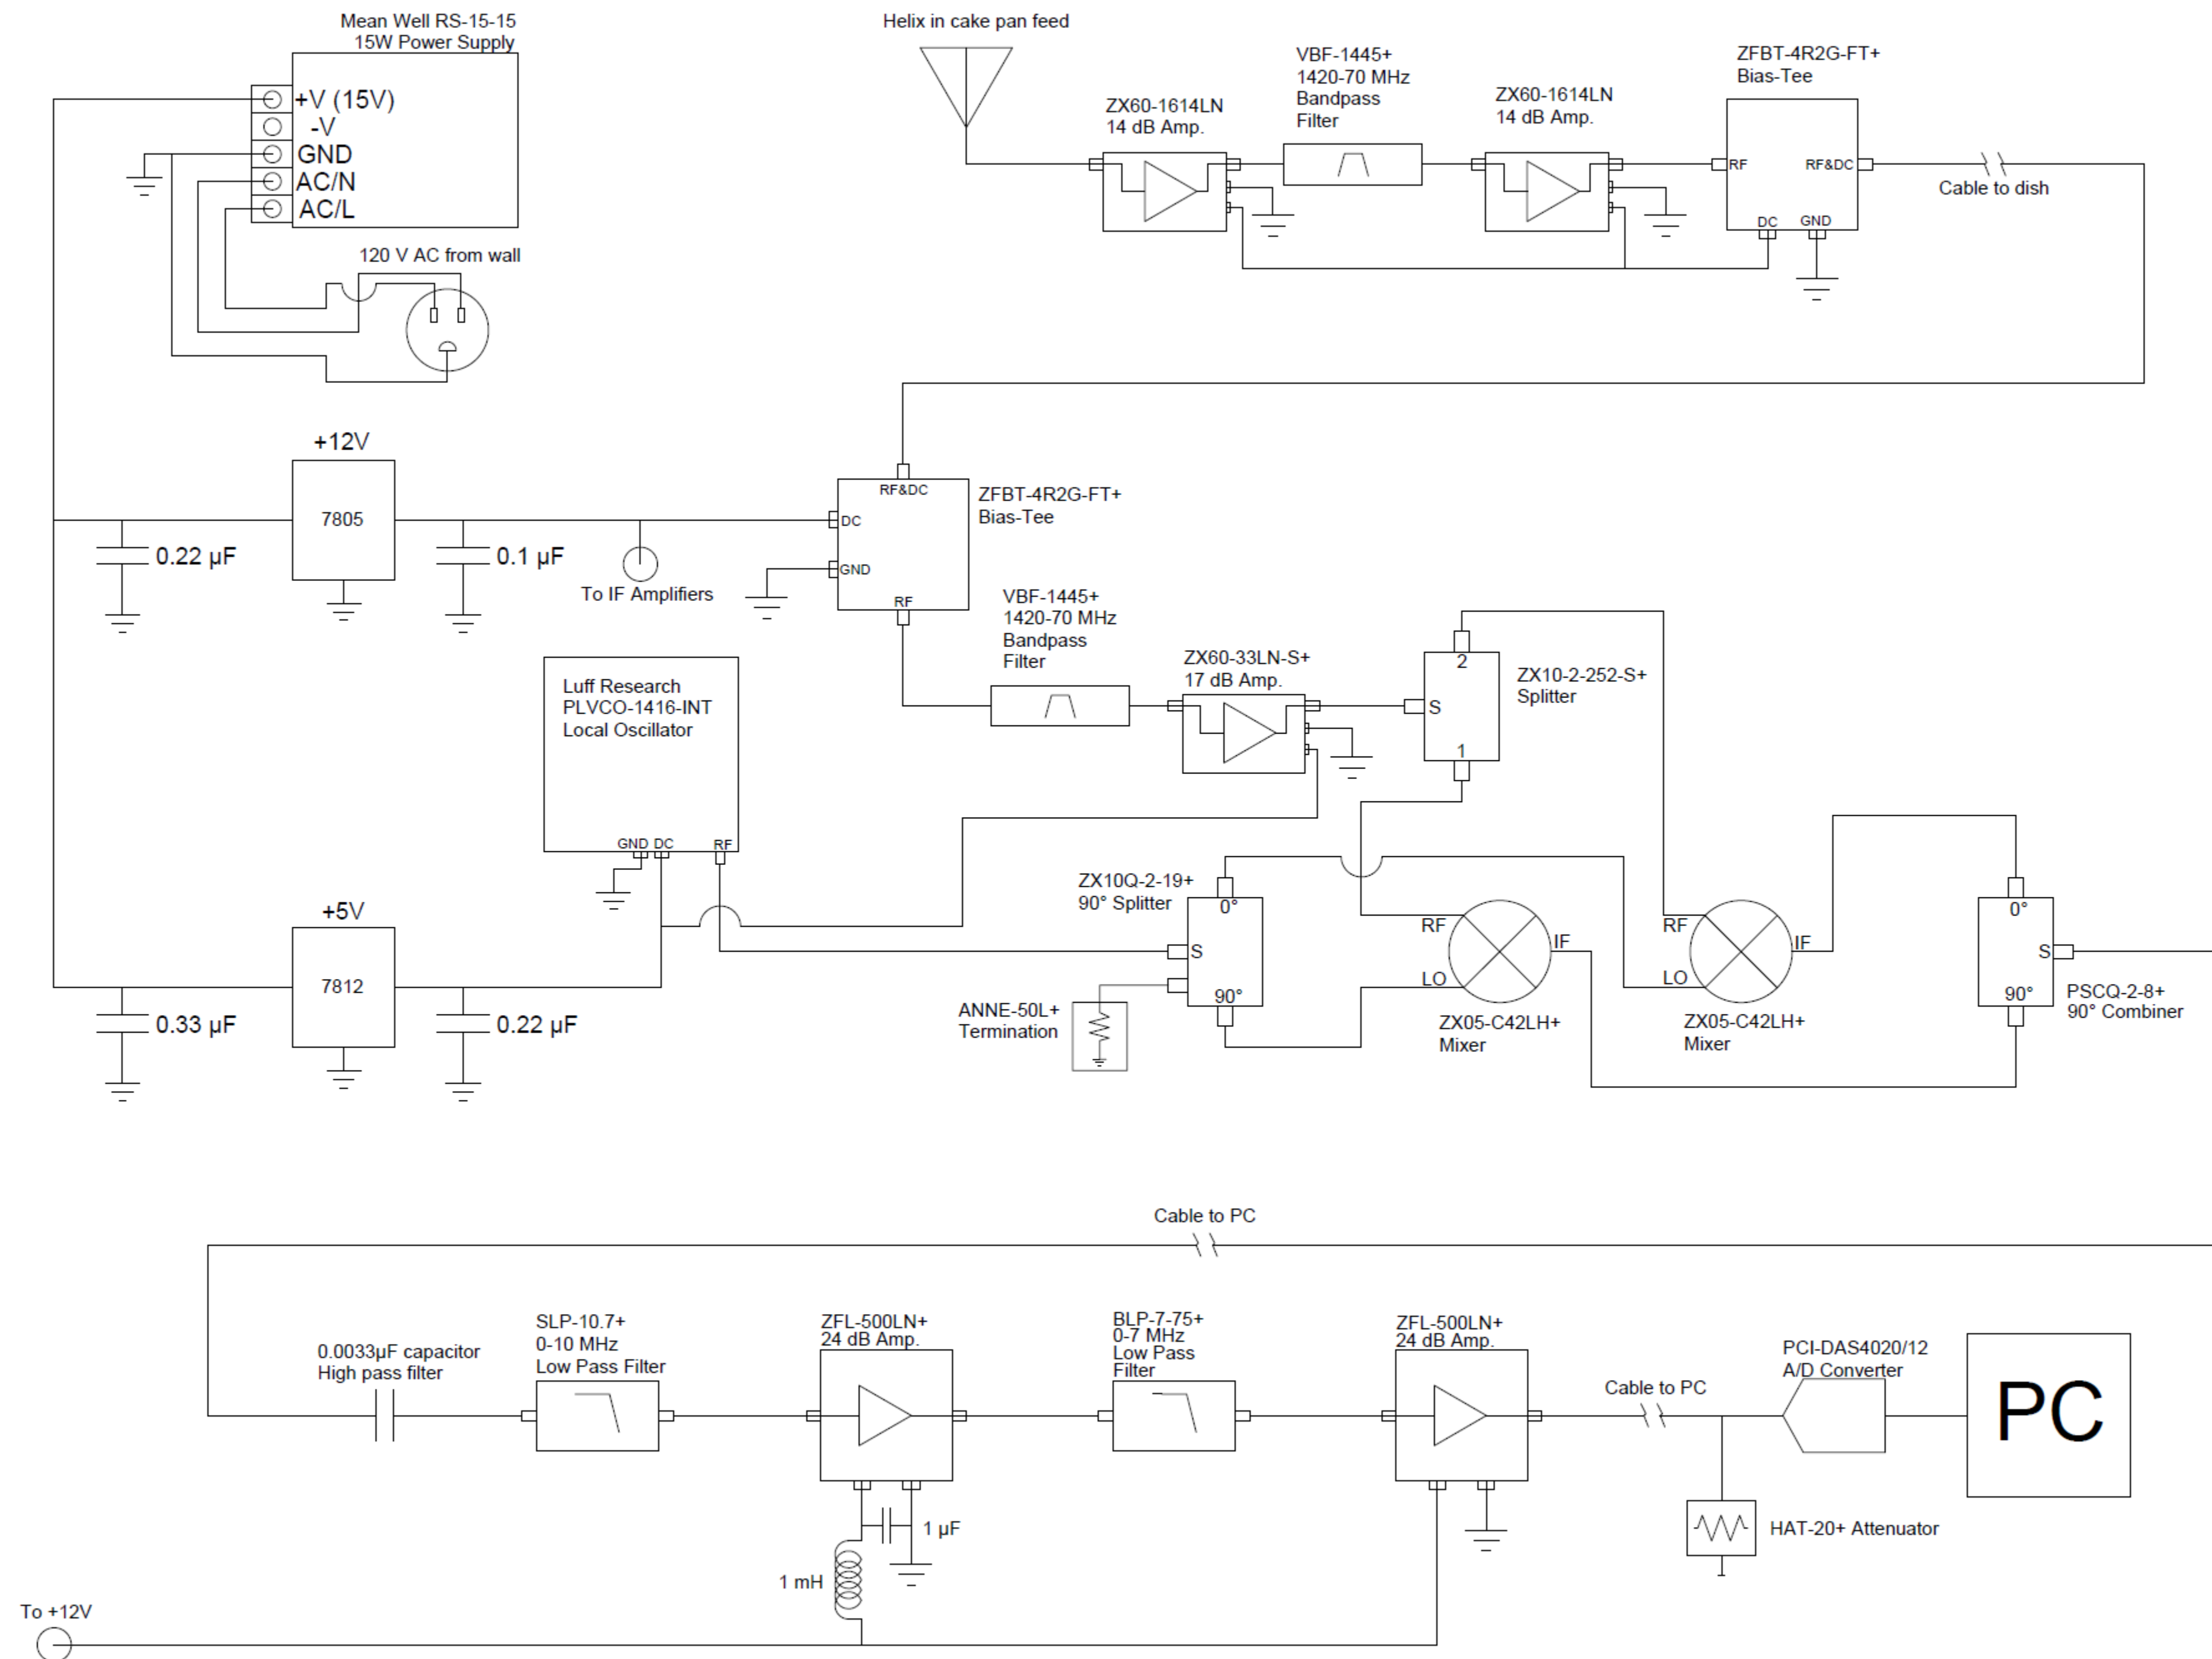 Mean Well RS-15-15
15W Power Supply
+V (15V)
-V
GND
AC/N
AC/L
120 V AC from wall
Helix in cake pan feed
ZX60-1614LN
14 dB Amp.
VBF-1445+
1420-70 MHz
Bandpass
Filter
ZX60-1614LN
14 dB Amp.
ZFBT-4R2G-FT+
Bias-Tee
RF
RF&DC
DC
GND
Cable to dish
+12V
7805
0.22 µF
0.1 µF
To IF Amplifiers
RF&DC
DC
GND
RF
ZFBT-4R2G-FT+
Bias-Tee
VBF-1445+
1420-70 MHz
Bandpass
Filter
ZX60-33LN-S+
17 dB Amp.
2
S
1
ZX10-2-252-S+
Splitter
Luff Research
PLVCO-1416-INT
Local Oscillator
GND DC
RF
ZX10Q-2-19+
90° Splitter
0°
S
90°
ANNE-50L+
Termination
RF
LO
IF
ZX05-C42LH+
Mixer
RF
LO
IF
ZX05-C42LH+
Mixer
0°
S
90°
PSCQ-2-8+
90° Combiner
+5V
7812
0.33 µF
0.22 µF
Cable to PC
0.0033µF capacitor
High pass filter
SLP-10.7+
0-10 MHz
Low Pass Filter
ZFL-500LN+
24 dB Amp.
1 µF
1 mH
BLP-7-75+
0-7 MHz
Low Pass
Filter
ZFL-500LN+
24 dB Amp.
Cable to PC
PCI-DAS4020/12
A/D Converter
PC
HAT-20+ Attenuator
To +12V